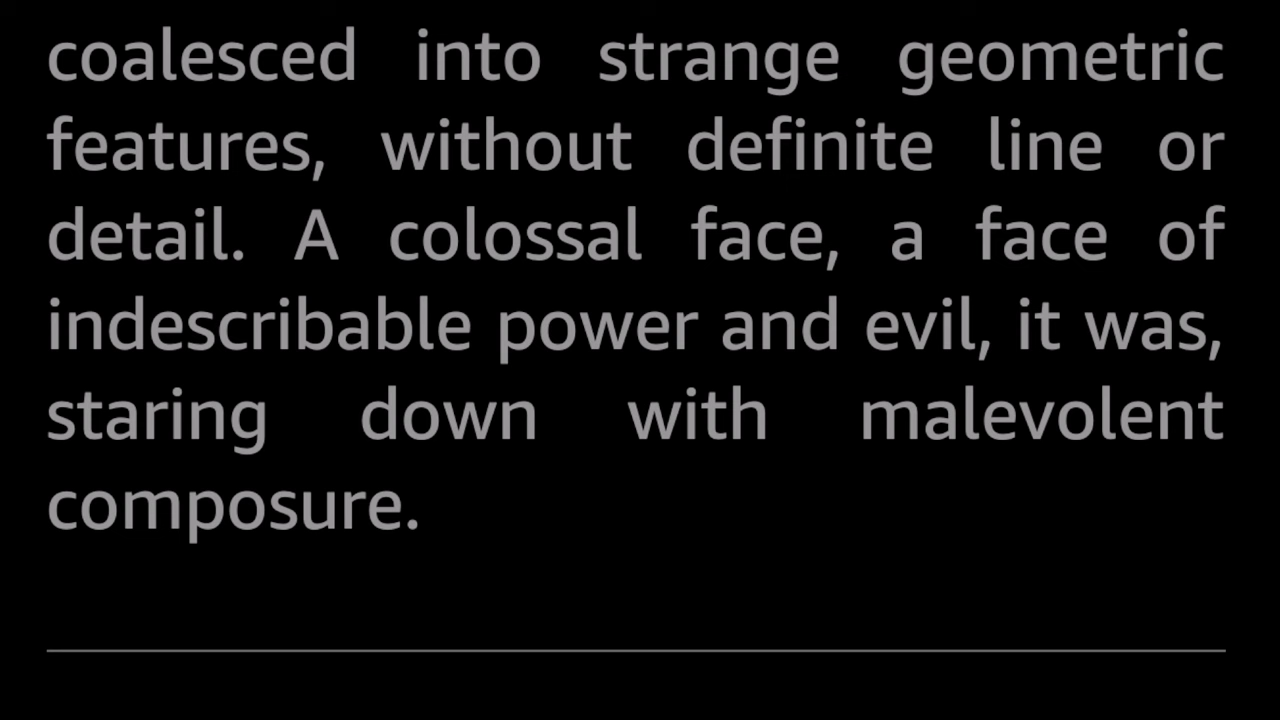 coalesced into strange geometric
features, without definite line or
detail. A colossal face, a face of
indescribable power and evil, it was,
staring down with malevolent
composure.